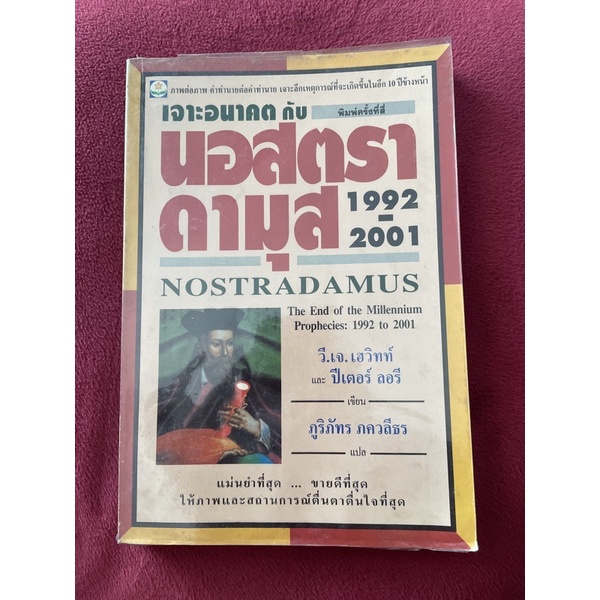 ภาพต่อภาพ คำทำนายต่อคำทำนาย เจาะลึกเหตุการณ์ที่จะเกิดขึ้นในอีก 10 ปีข้างหน้า
เจาะอนาคต กับ
พิมพ์ครั้งที่สี่
นอสตรา
ดามุส
1992
-
2001
NOSTRADAMUS
The End of the Millennium
Prophecies: 1992 to 2001
วี.เจ. เฮวิทท์
และ ปีเตอร์ ลอรี
เขียน
ภูริภัทร ภควลีธร
แปล
แม่นยำที่สุด ... ขายดีที่สุด
ให้ภาพและสถานการณ์ตื่นตาตื่นใจที่สุด